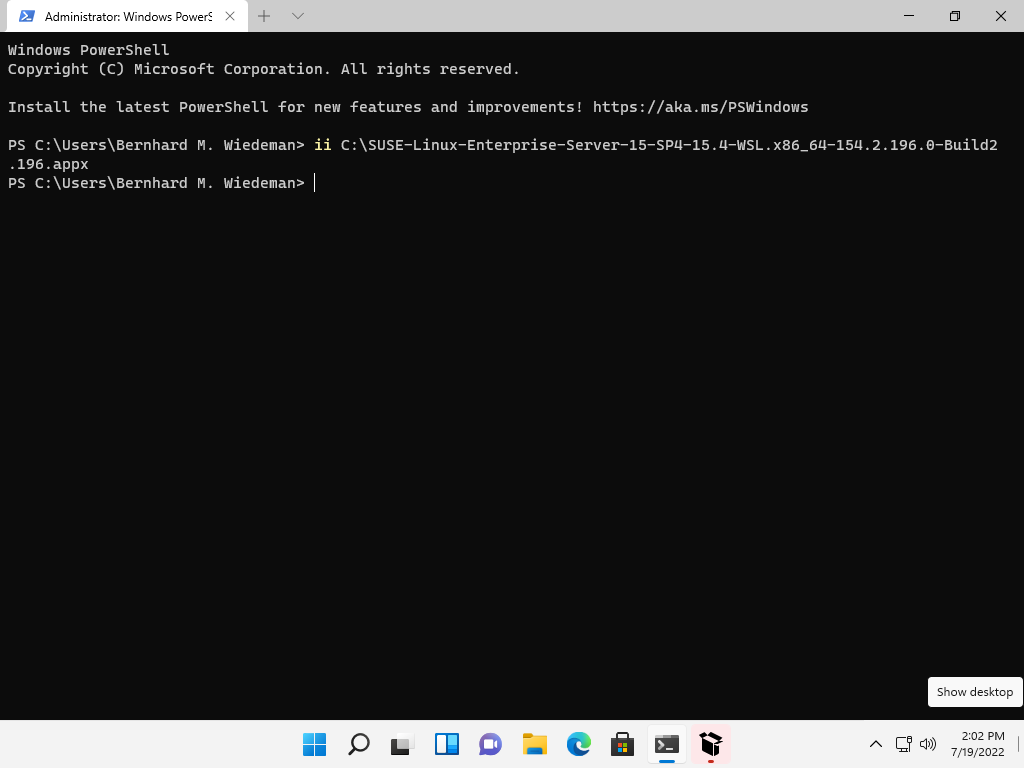 Administrator: Windows PowerS
Windows PowerShell
Copyright (C) Microsoft Corporation. All rights reserved.
Install the latest PowerShell for new features and improvements! https://aka.ms/PSWindows
PS C:\Users\Bernhard M. Wiedeman> ii C:\SUSE-Linux-Enterprise-Server-15-SP4-15.4-WSL.x86_64-154.2.196.0-Build2
.196.appx
PS C:\Users\Bernhard M. Wiedeman>
Show desktop
2:02 PM
7/19/2022